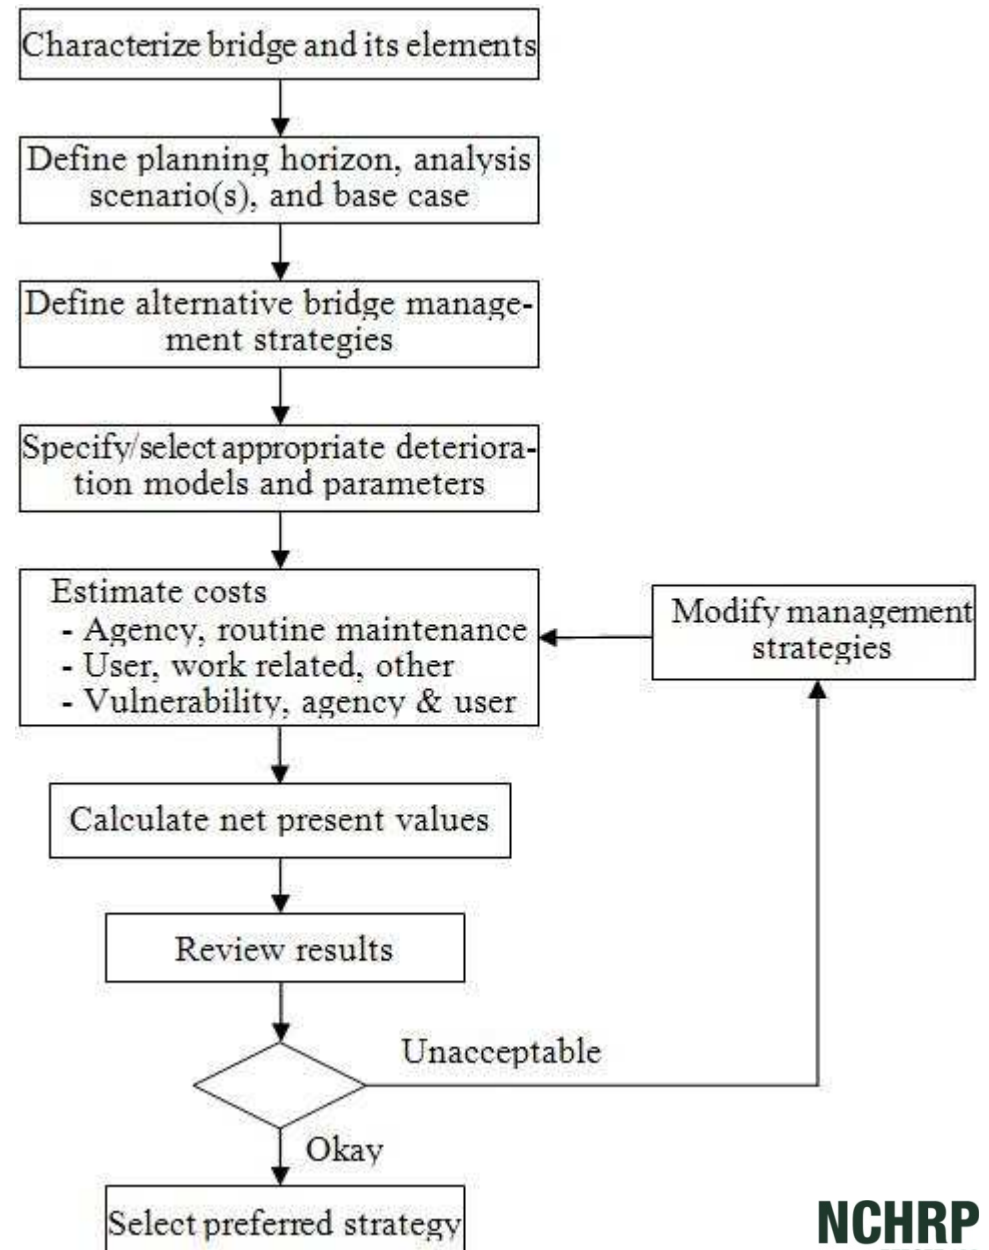 Characterize bridge and its elements
Define planning horizon, analysis
scenario(s), and base case
Define alternative bridge manage-
ment strategies
Specify/select appropriate deteriora-
tion models and parameters
Estimate costs
- Agency, routine maintenance
- User, work related, other
- Vulnerability, agency & user
Modify management
strategies
Calculate net present values
Review results
Unacceptable
Okay
Select preferred strategy
NCHRP